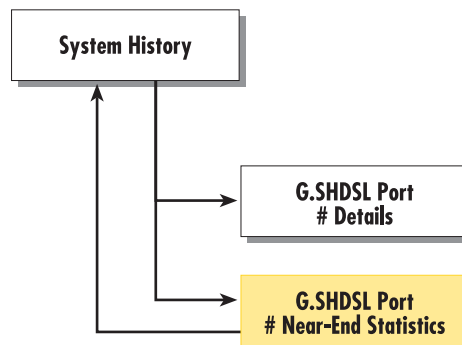 System History
G.SHDSL Port
# Details
G.SHDSL Port
# Near-End Statistics